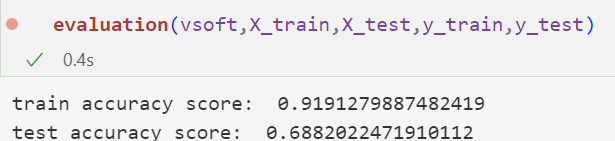 evaluation(vsoft,X_train,X_test,y_train,y_test)
0.4s
train accuracy score:  0.9191279887482419
test accuracy score:  0.6882022471910112